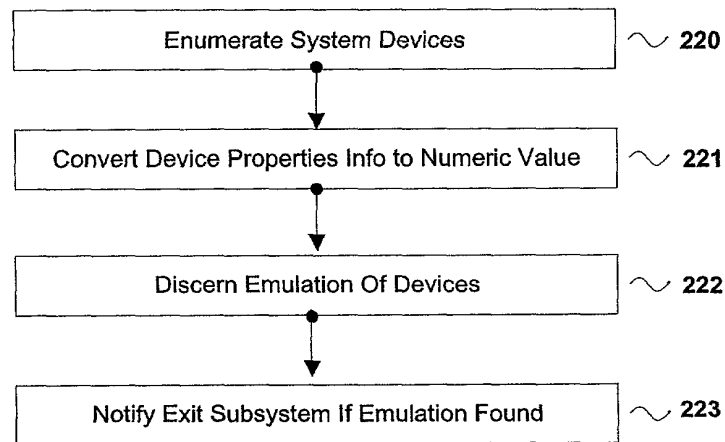 Enumerate System Devices 220
Convert Device Properties Info to Numeric Value 221
Discern Emulation Of Devices 222
Notify Exit Subsystem If Emulation Found 223